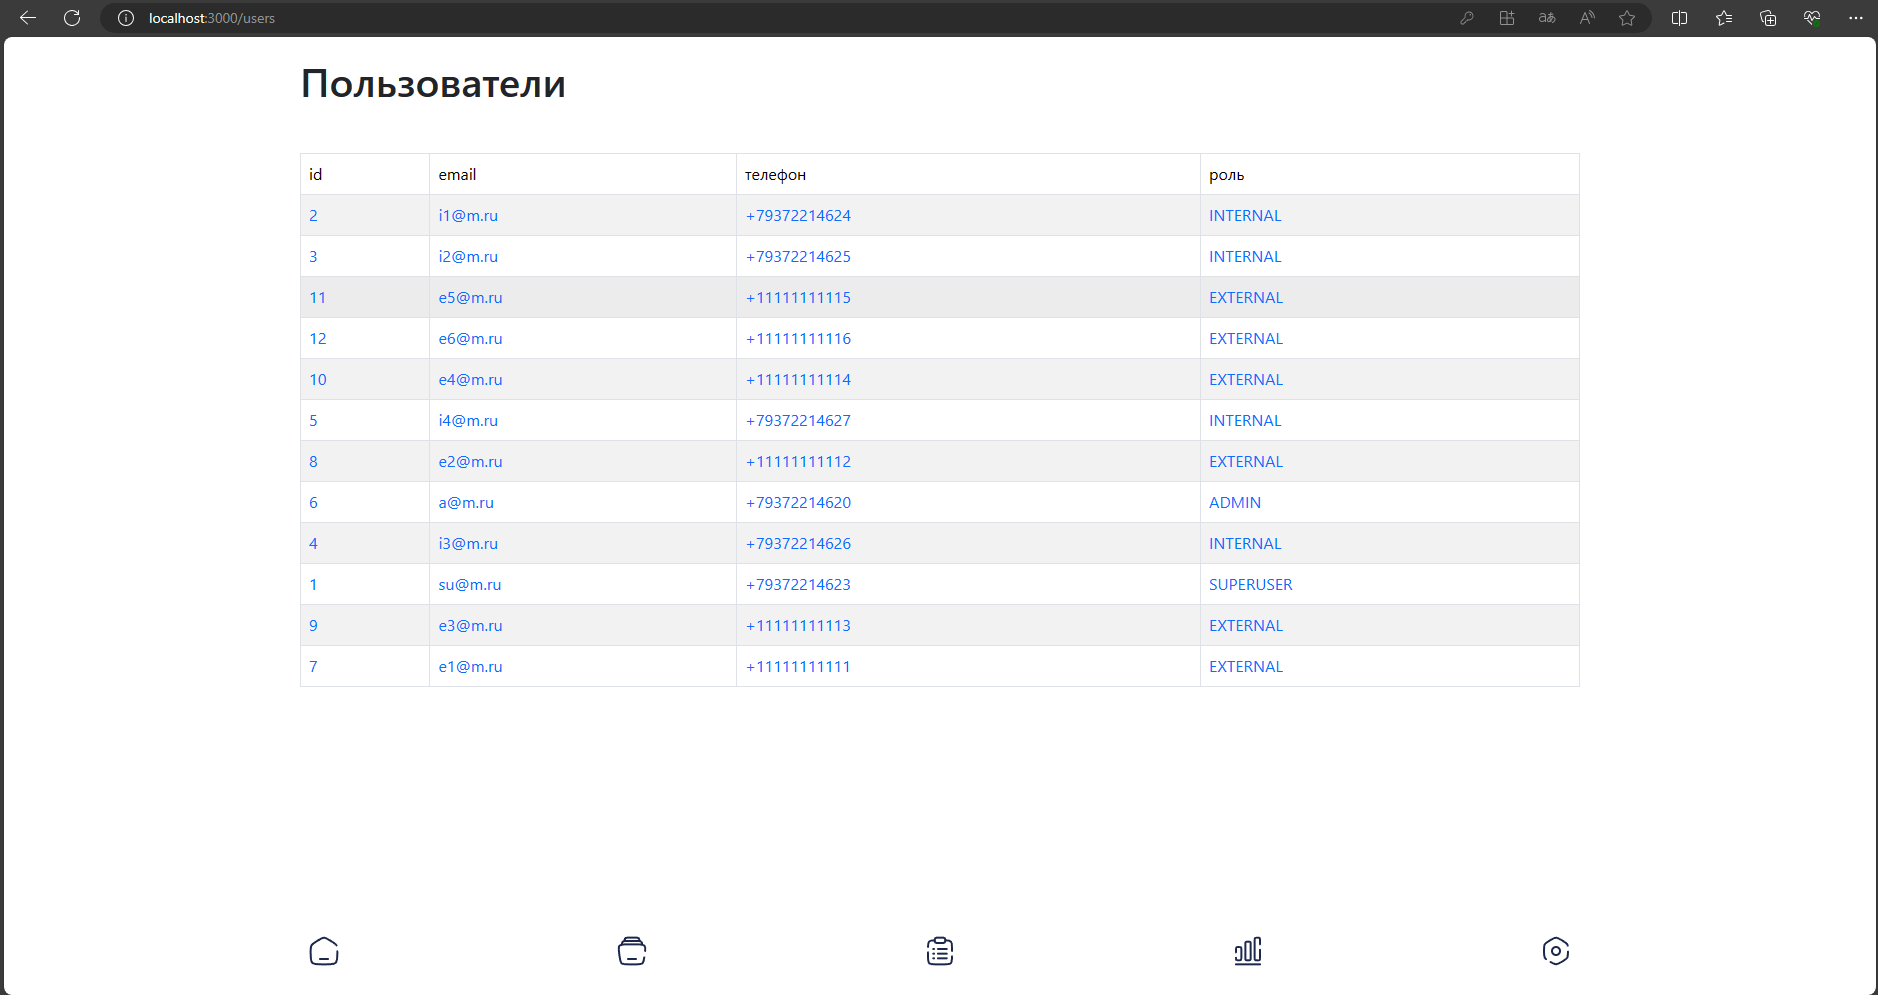 localhost:3000/users
Пользователи
id email телефон роль
2 i1@m.ru +79372214624 INTERNAL
3 i2@m.ru +79372214625 INTERNAL
11 e5@m.ru +11111111115 EXTERNAL
12 e6@m.ru +11111111116 EXTERNAL
10 e4@m.ru +11111111114 EXTERNAL
5 i4@m.ru +79372214627 INTERNAL
8 e2@m.ru +11111111112 EXTERNAL
6 a@m.ru +79372214620 ADMIN
4 i3@m.ru +79372214626 INTERNAL
1 su@m.ru +79372214623 SUPERUSER
9 e3@m.ru +11111111113 EXTERNAL
7 e1@m.ru +11111111111 EXTERNAL